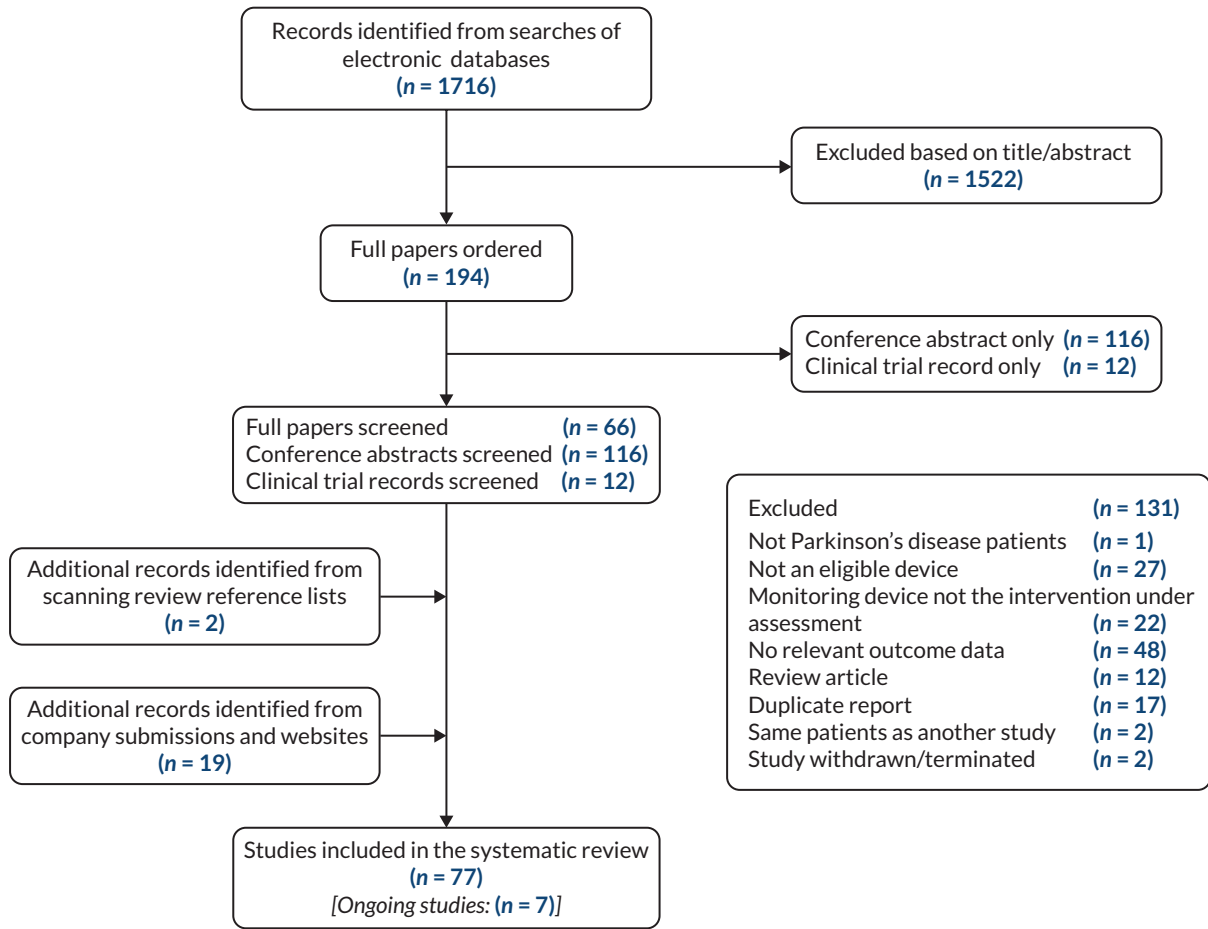 Records identified from searches of
electronic databases
(n = 1716)
Excluded based on title/abstract
(n = 1522)
Full papers ordered
(n = 194)
Conference abstract only (n = 116)
Clinical trial record only (n = 12)
Full papers screened (n = 66)
Conference abstracts screened (n = 116)
Clinical trial records screened (n = 12)
Excluded (n = 131)
Not Parkinson's disease patients (n = 1)
Not an eligible device (n = 27)
Monitoring device not the intervention under
assessment (n = 22)
No relevant outcome data (n = 48)
Review article (n = 12)
Duplicate report (n = 17)
Same patients as another study (n = 2)
Study withdrawn/terminated (n = 2)
Additional records identified from
scanning review reference lists
(n = 2)
Additional records identified from
company submissions and websites
(n = 19)
Studies included in the systematic review
(n = 77)
[Ongoing studies: (n = 7)]